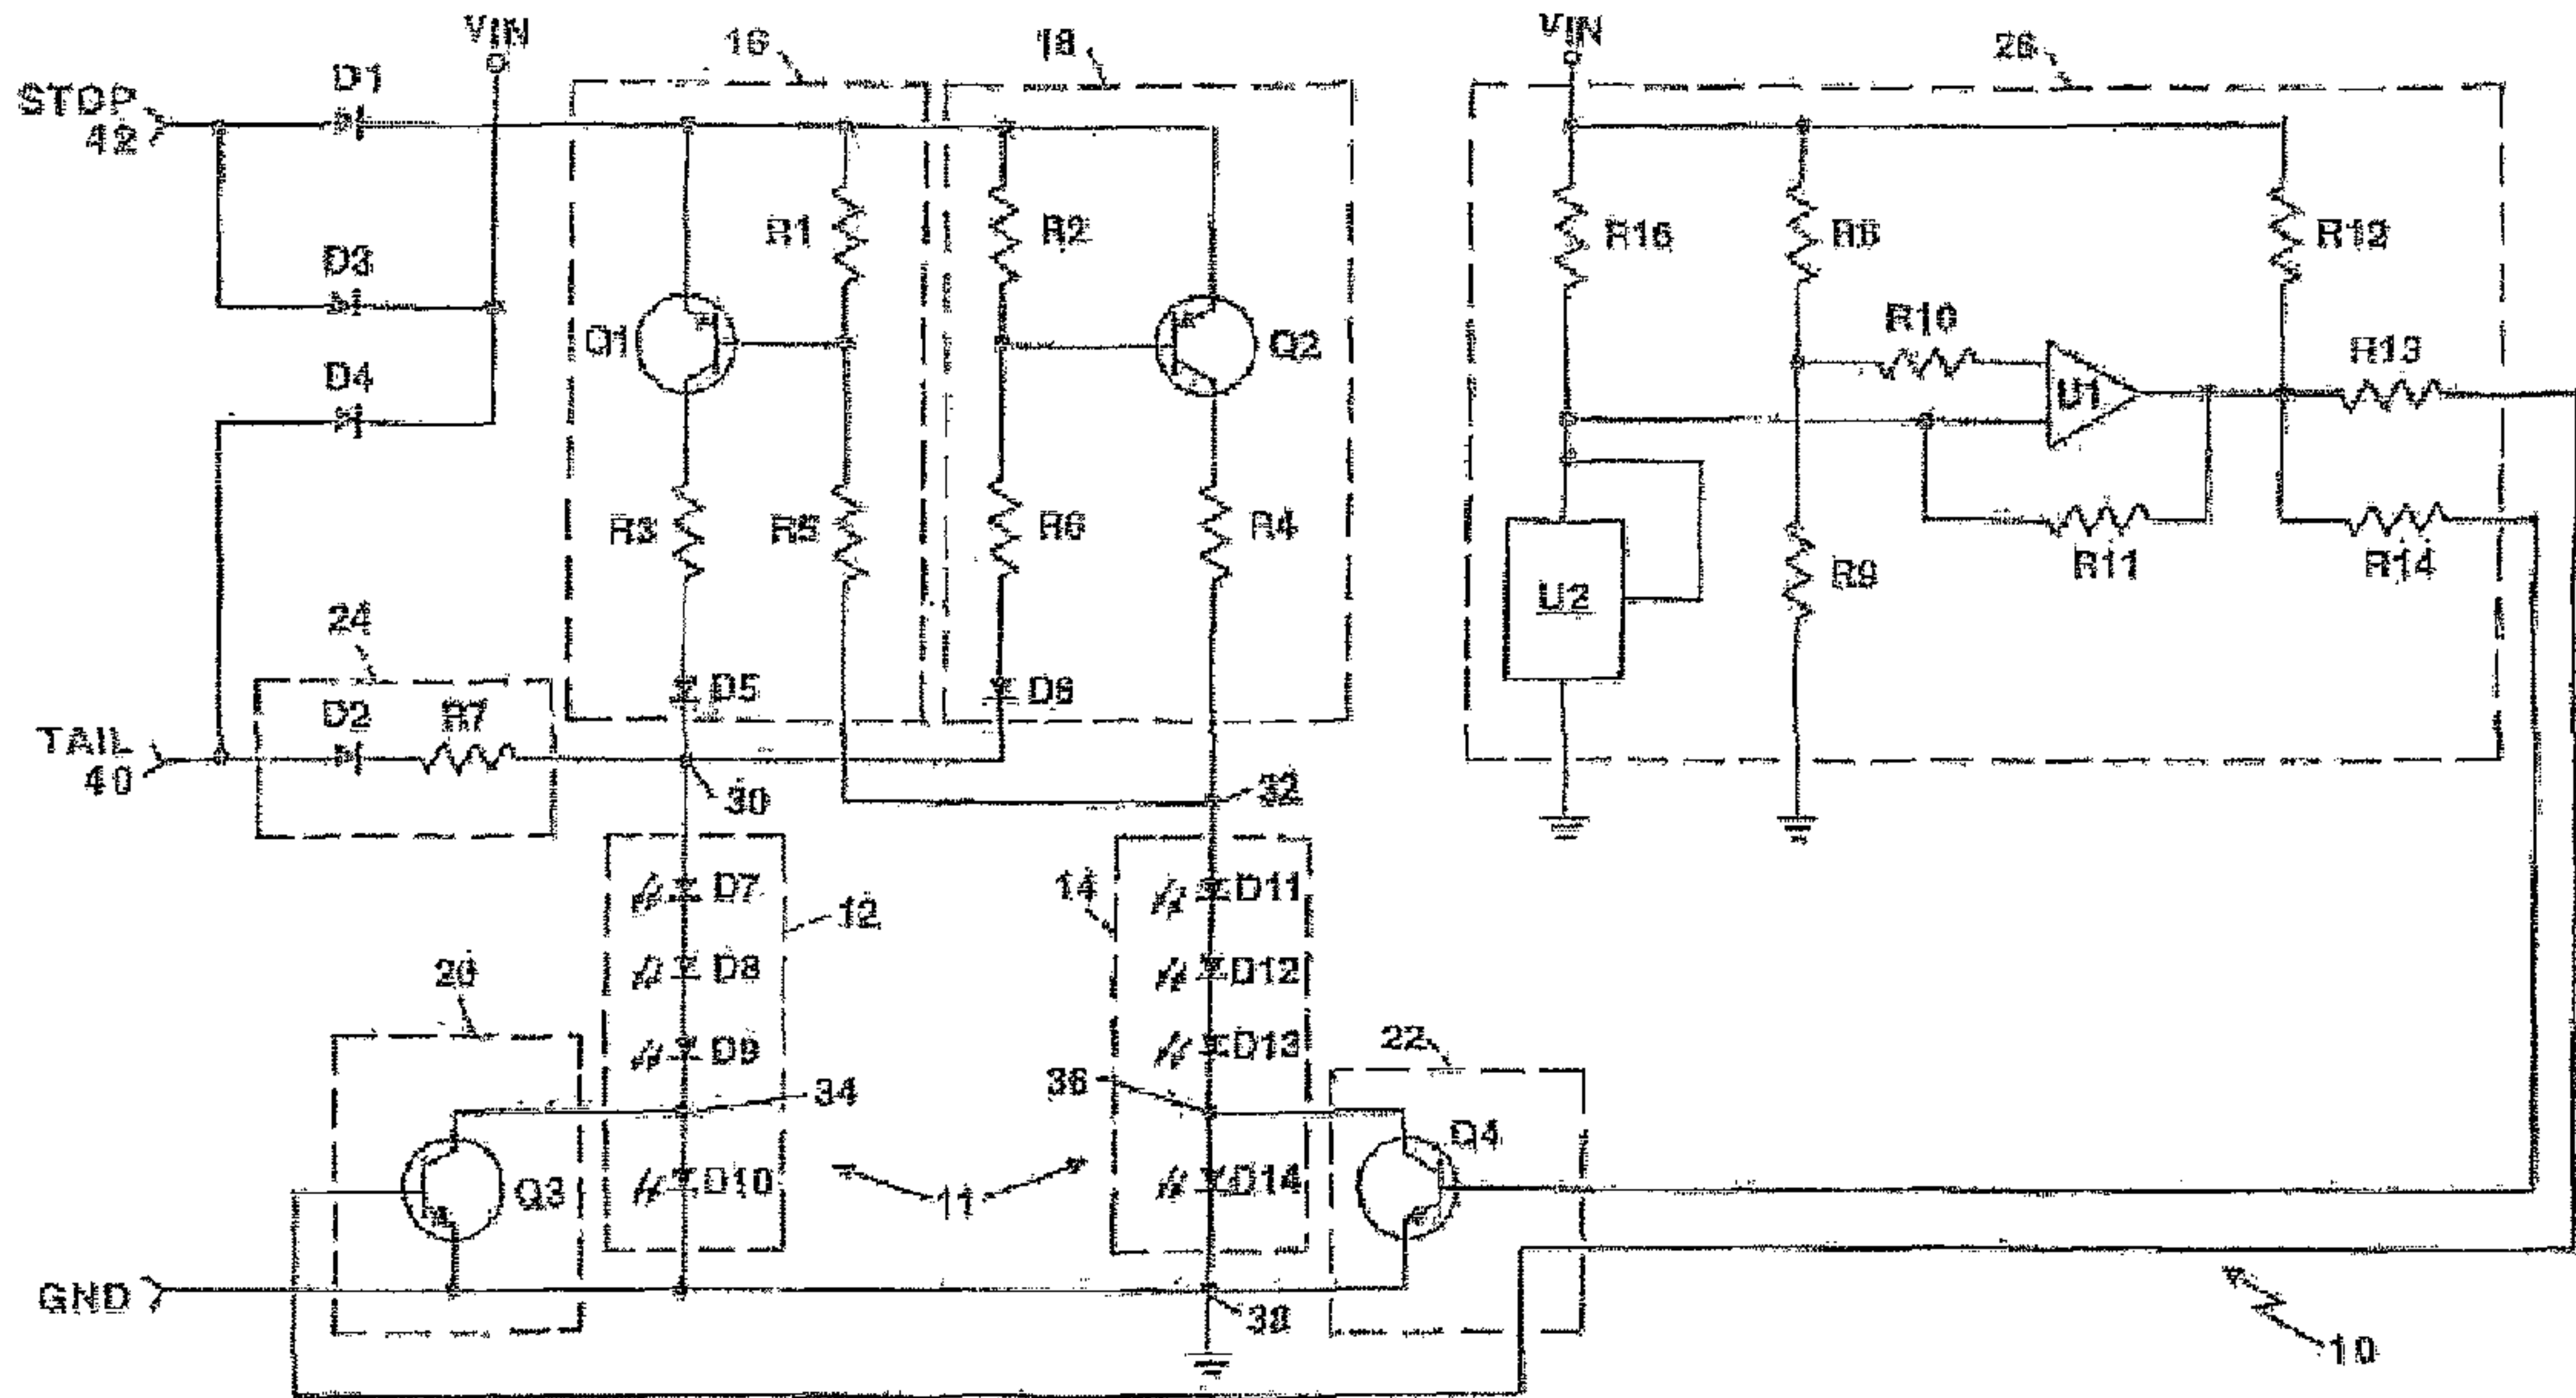 VIN
VIN
16
18
26
D1
STOP
42
R1
R2
R16
R8
R12
D3
R10
Q1
Q2
R13
D4
U1
R3
R5
R6
R4
R11
R14
U2
R9
24
D5
D6
D2
R7
TAIL
40
30
32
D7
D11
14
12
D8
D12
20
D9
D13
22
34
36
Q4
Q3
D10
11
D14
GND
38
10